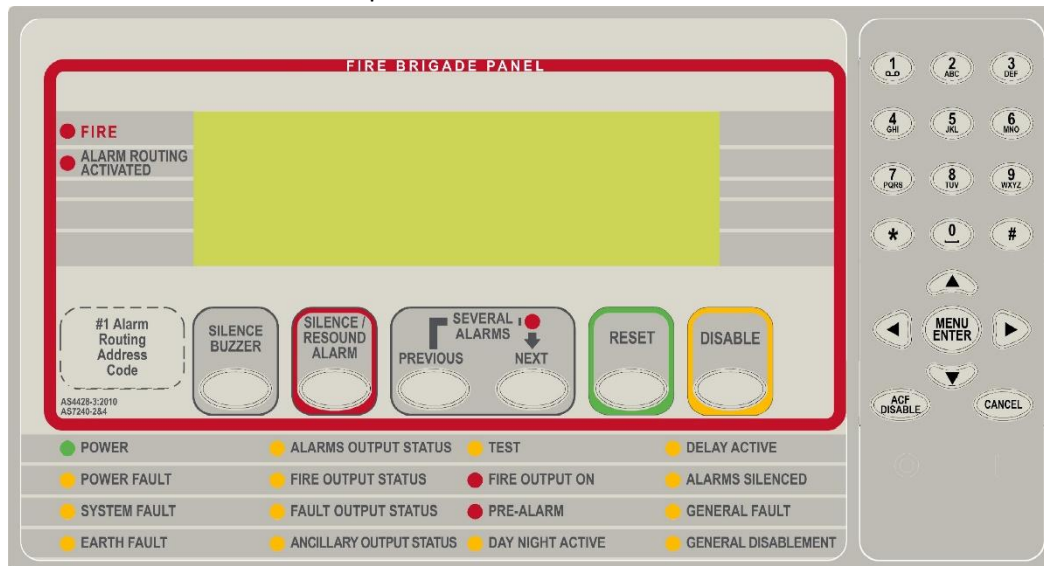 FIRE BRIGADE PANEL
FIRE
ALARM ROUTING
ACTIVATED
#1 Alarm
Routing
Address
Code
AS4428-3:2010
AS7240-2&4
SILENCE
BUZZER
SILENCE /
RESOUND
ALARM
SEVERAL
ALARMS
PREVIOUS
NEXT
RESET
DISABLE
POWER
ALARMS OUTPUT STATUS
TEST
DELAY ACTIVE
POWER FAULT
FIRE OUTPUT STATUS
FIRE OUTPUT ON
ALARMS SILENCED
SYSTEM FAULT
FAULT OUTPUT STATUS
PRE-ALARM
GENERAL FAULT
EARTH FAULT
ANCILLARY OUTPUT STATUS
DAY NIGHT ACTIVE
GENERAL DISABLEMENT
1
2
ABC
3
DEF
4
GHI
5
JKL
6
MNO
7
PQRS
8
TUV
9
WXYZ
*
0
#
MENU
ENTER
ACF
DISABLE
CANCEL